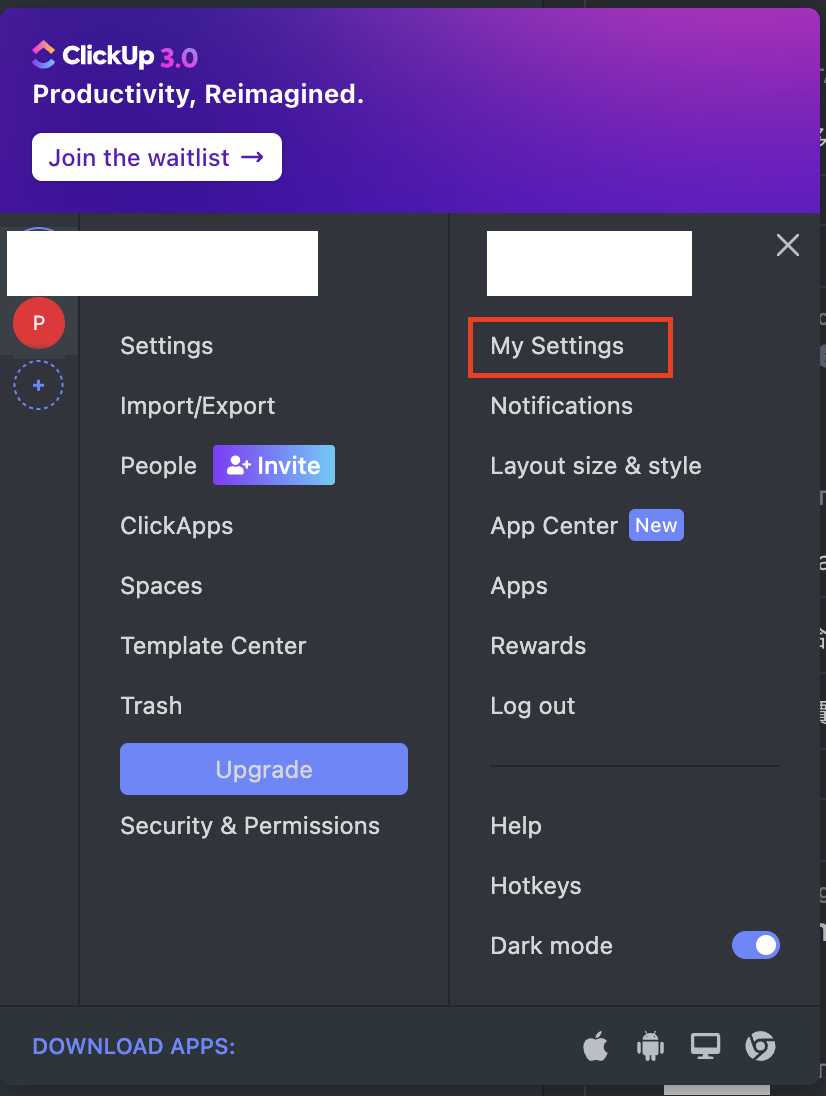 ClickUp 3.0
Productivity, Reimagined.
Join the waitlist →
P
+
Settings
Import/Export
People Invite
ClickApps
Spaces
Template Center
Trash
Upgrade
Security & Permissions
My Settings
Notifications
Layout size & style
App Center New
Apps
Rewards
Log out
Help
Hotkeys
Dark mode
DOWNLOAD APPS: